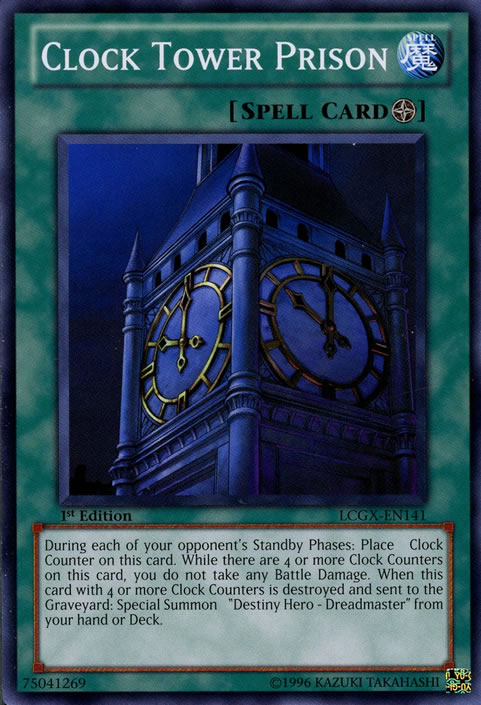 CLOCK TOWER PRISON
SPELL
魔
[SPELL CARD]
1st Edition
LCGX-EN141
During each of your opponent's Standby Phases: Place Clock
Counter on this card. While there are 4 or more Clock Counters
on this card, you do not take any Battle Damage. When this
card with 4 or more Clock Counters is destroyed and sent to the
Graveyard: Special Summon "Destiny Hero - Dreadmaster" from
your hand or Deck.
75041269
©1996 KAZUKI TAKAHASHI